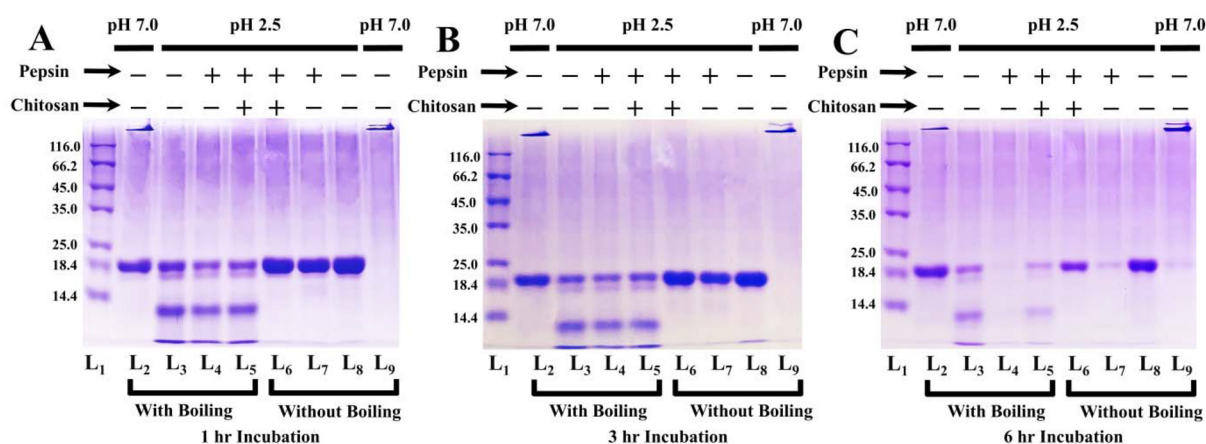 A pH 7.0 pH 2.5 pH 7.0
Pepsin − − + + + + − −
Chitosan − − − + + − − −
116.0
66.2
45.0
35.0
25.0
18.4
14.4
L1 L2 L3 L4 L5 L6 L7 L8 L9
With Boiling Without Boiling
1 hr Incubation
B pH 7.0 pH 2.5 pH 7.0
Pepsin − − + + + + − −
Chitosan − − − + + − − −
116.0
66.2
45.0
35.0
25.0
18.4
14.4
L1 L2 L3 L4 L5 L6 L7 L8 L9
With Boiling Without Boiling
3 hr Incubation
C pH 7.0 pH 2.5 pH 7.0
Pepsin − − + + + + − −
Chitosan − − − + + − − −
116.0
66.2
45.0
35.0
25.0
18.4
14.4
L1 L2 L3 L4 L5 L6 L7 L8 L9
With Boiling Without Boiling
6 hr Incubation